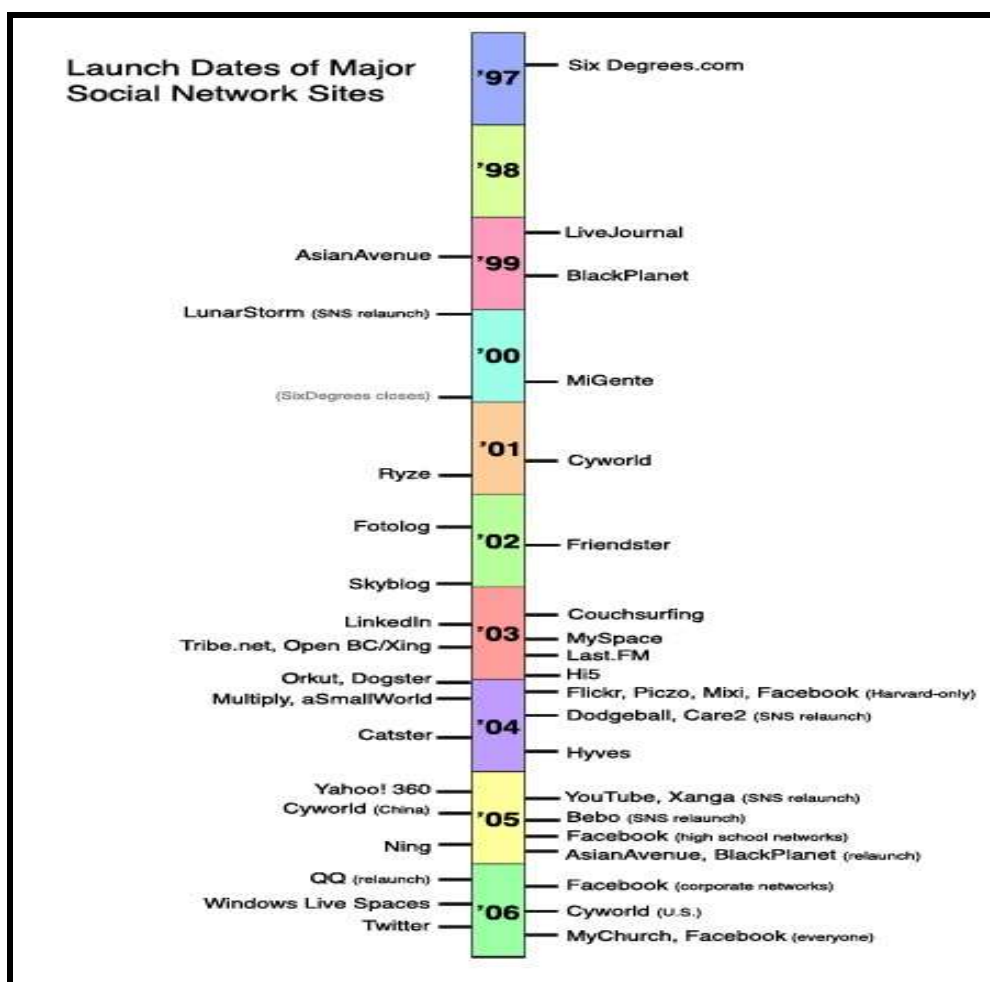 Launch Dates of Major
Social Network Sites
'97
Six Degrees.com
'98
LiveJournal
AsianAvenue
'99
BlackPlanet
LunarStorm (SNS relaunch)
'00
MiGente
(SixDegrees closes)
'01
Cyworld
Ryze
Fotolog
'02
Friendster
Skyblog
Couchsurfing
LinkedIn
'03
MySpace
Tribe.net, Open BC/Xing
Last.FM
Hi5
Orkut, Dogster
Flickr, Piczo, Mixi, Facebook (Harvard-only)
Multiply, aSmallWorld
Dodgeball, Care2 (SNS relaunch)
'04
Catster
Hyves
Yahoo! 360
YouTube, Xanga (SNS relaunch)
Cyworld (China)
'05
Bebo (SNS relaunch)
Facebook (high school networks)
Ning
AsianAvenue, BlackPlanet (relaunch)
QQ (relaunch)
Facebook (corporate networks)
Windows Live Spaces
'06
Cyworld (U.S.)
Twitter
MyChurch, Facebook (everyone)